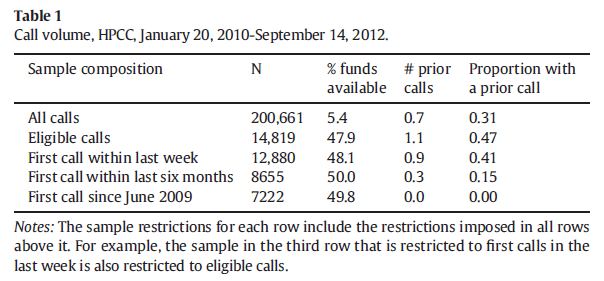 Table 1
Call volume, HPCC, January 20, 2010-September 14, 2012.
Sample composition N % funds available # prior calls Proportion with a prior call
All calls 200,661 5.4 0.7 0.31
Eligible calls 14,819 47.9 1.1 0.47
First call within last week 12,880 48.1 0.9 0.41
First call within last six months 8655 50.0 0.3 0.15
First call since June 2009 7222 49.8 0.0 0.00
Notes: The sample restrictions for each row include the restrictions imposed in all rows
above it. For example, the sample in the third row that is restricted to first calls in the
last week is also restricted to eligible calls.